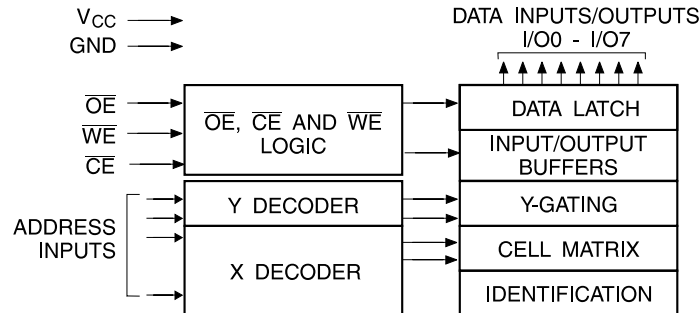 VCC
GND
DATA INPUTS/OUTPUTS
I/O0 - I/O7
OE
WE
CE
OE, CE AND WE
LOGIC
DATA LATCH
INPUT/OUTPUT
BUFFERS
ADDRESS
INPUTS
Y DECODER
Y-GATING
X DECODER
CELL MATRIX
IDENTIFICATION